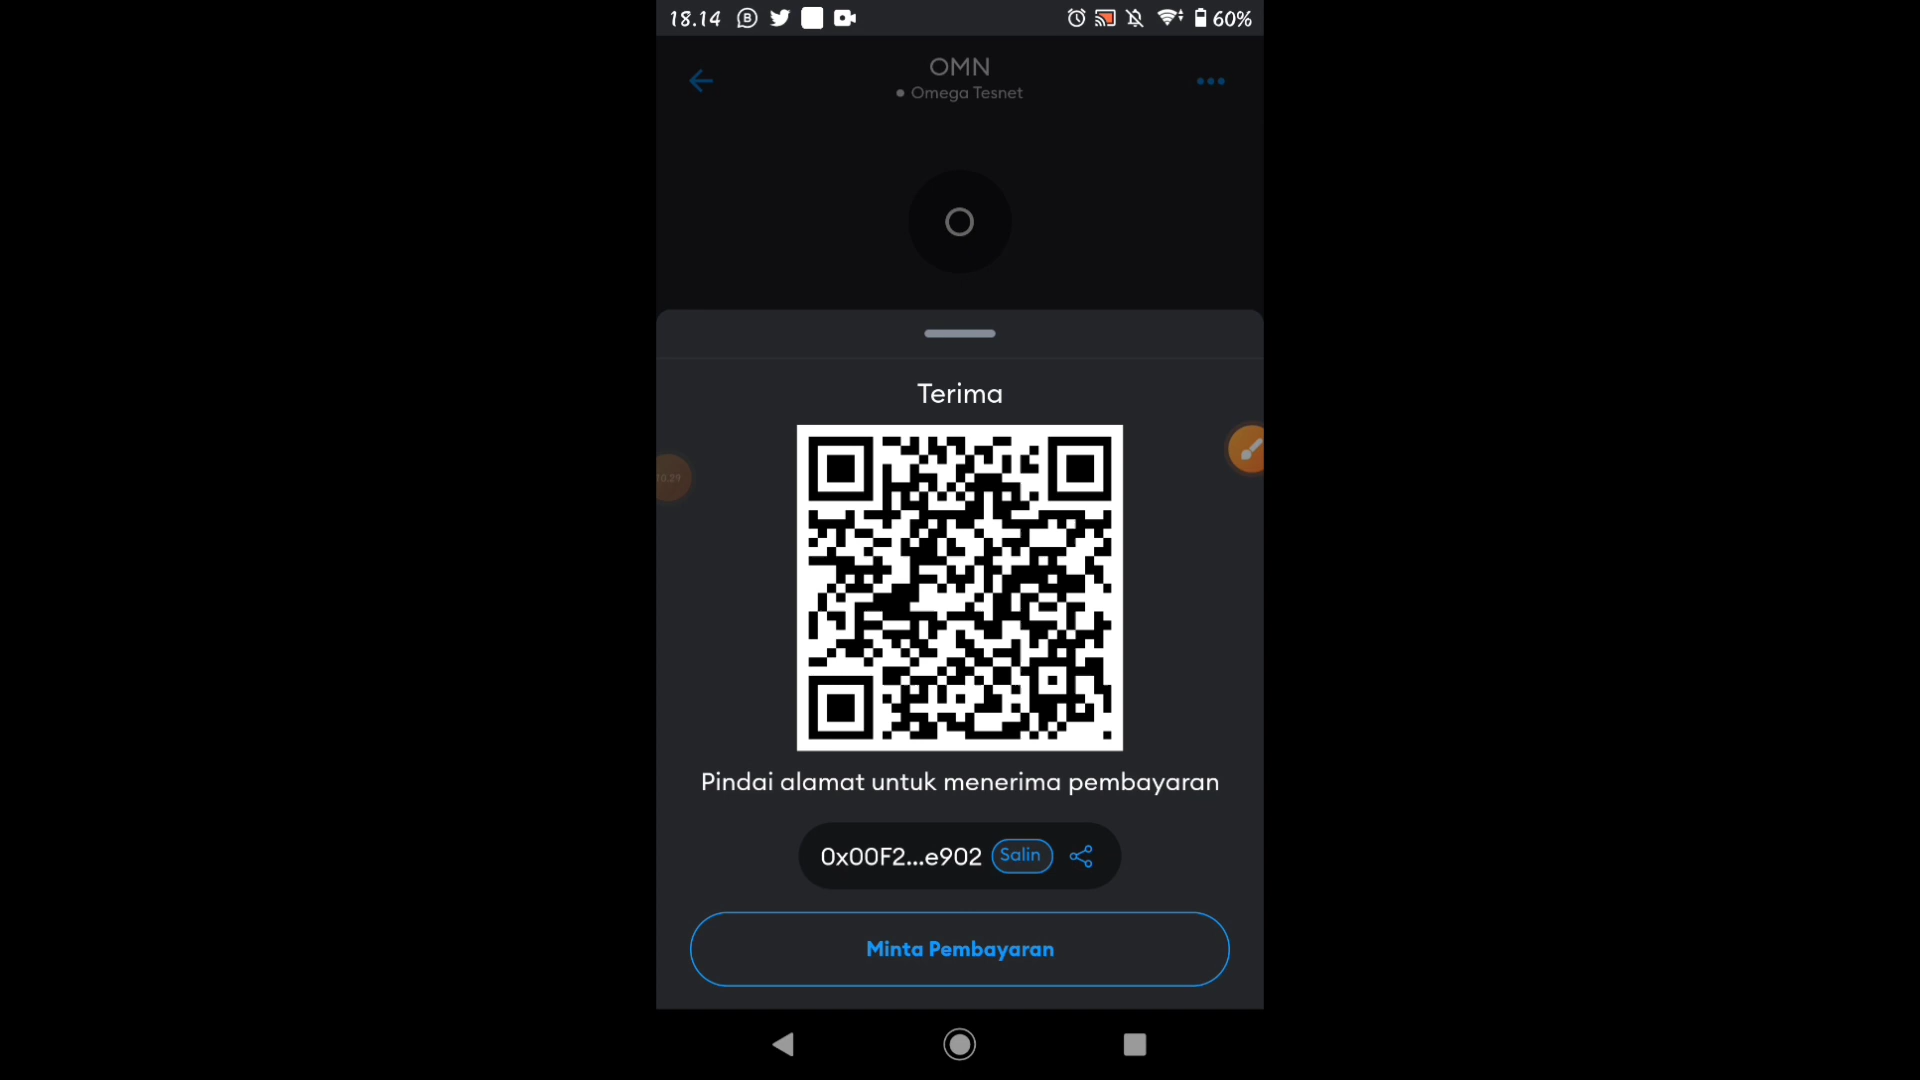 18.14
60%
OMN
Omega Tesnet
Terima
Pindai alamat untuk menerima pembayaran
0x00F2...e902 Salin
Minta Pembayaran